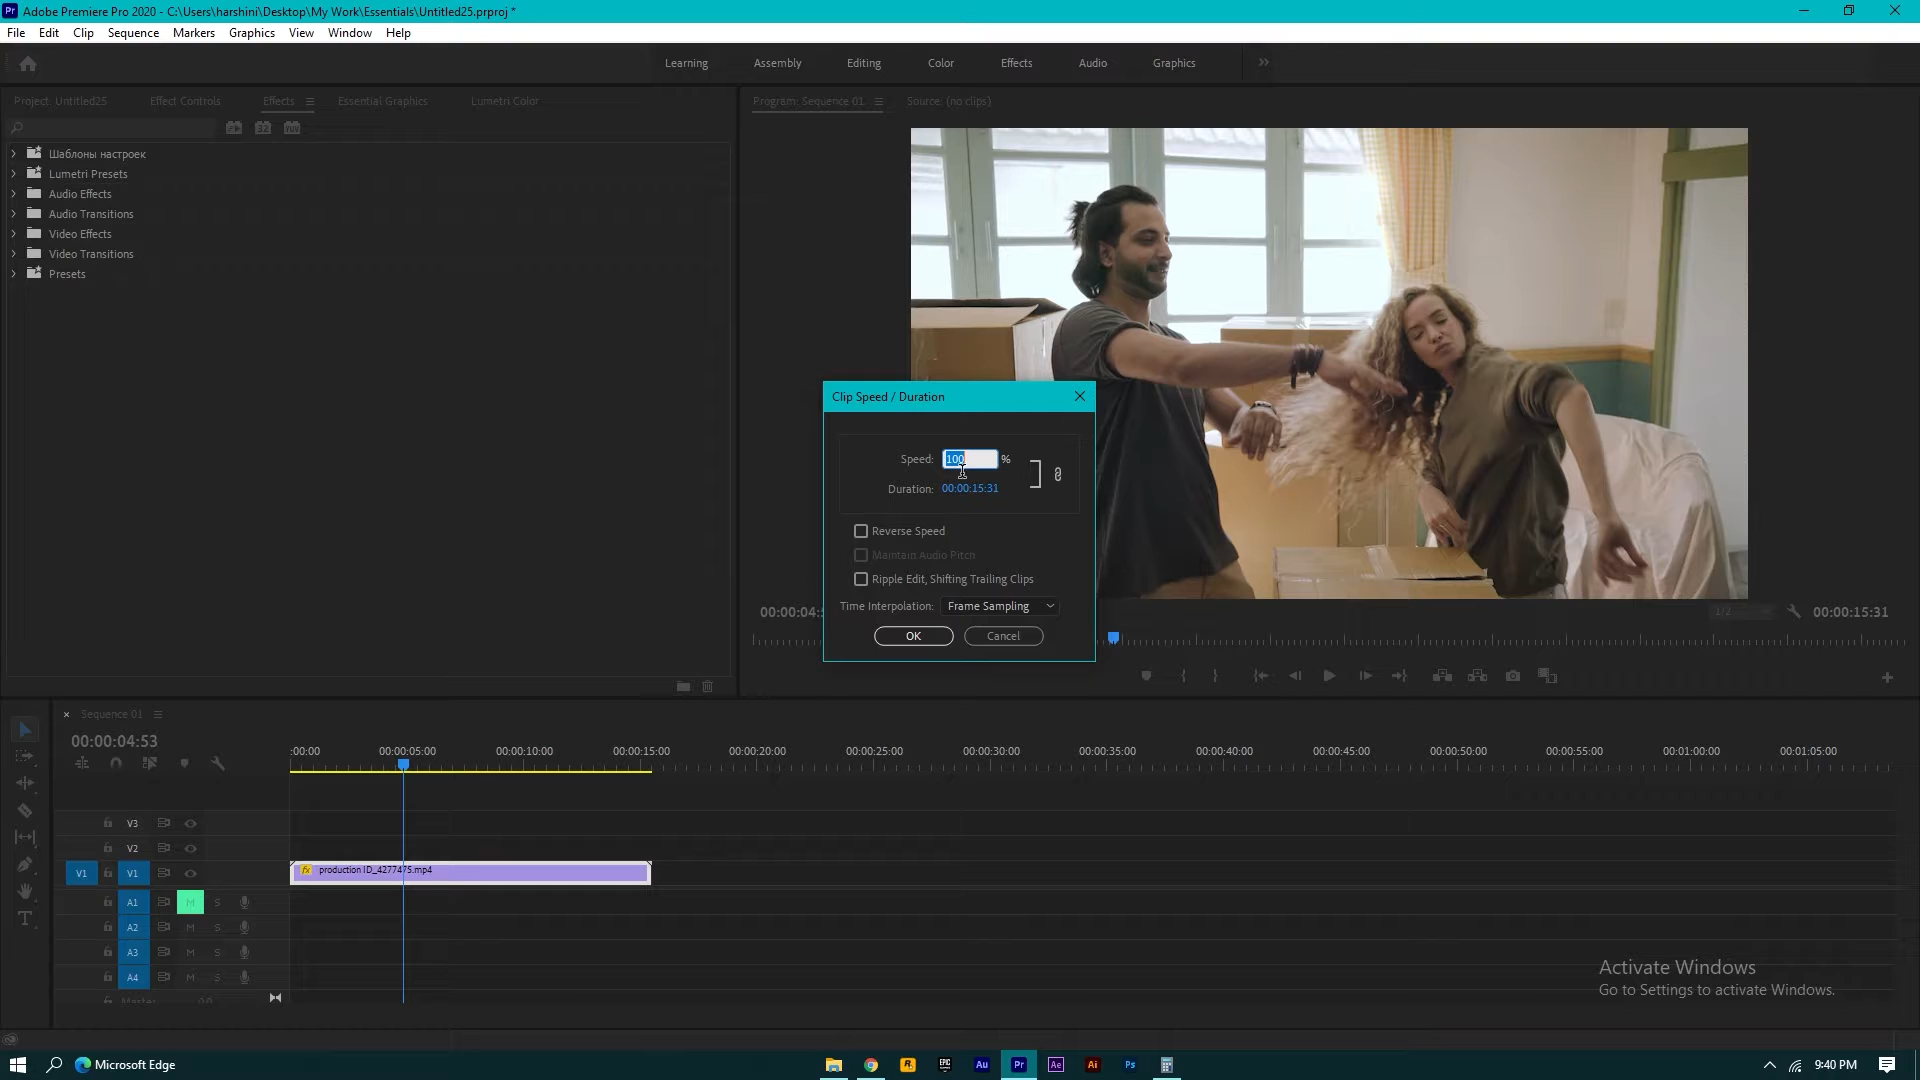 Adobe Premiere Pro 2020 - C:\Users\harshini\Desktop\My Work\Essentials\Untitled25.prproj *
File Edit Clip Sequence Markers Graphics View Window Help
Learning Assembly Editing Color Effects Audio Graphics
Project: Untitled25 Effect Controls Effects Essential Graphics Lumetri Color
Program: Sequence 01 Source: (no clips)
Шаблоны настроек
Lumetri Presets
Audio Effects
Audio Transitions
Video Effects
Video Transitions
Presets
Clip Speed / Duration
Speed: 100 %
Duration: 00:00:15:31
Reverse Speed
Maintain Audio Pitch
Ripple Edit, Shifting Trailing Clips
Time Interpolation: Frame Sampling
OK Cancel
1/2 00:00:15:31
Sequence 01
00:00:04:53
:00:00 00:00:05:00 00:00:10:00 00:00:15:00 00:00:20:00 00:00:25:00 00:00:30:00 00:00:35:00 00:00:40:00 00:00:45:00 00:00:50:00 00:00:55:00 00:01:00:00 00:01:05:00
V3
V2
V1 V1 fx production ID_4277475.mp4
A1 M S
A2 M S
A3 M S
A4 M S
Master 0.0
Activate Windows
Go to Settings to activate Windows.
Microsoft Edge
EPIC
Au Pr Ae Ai Ps
9:40 PM